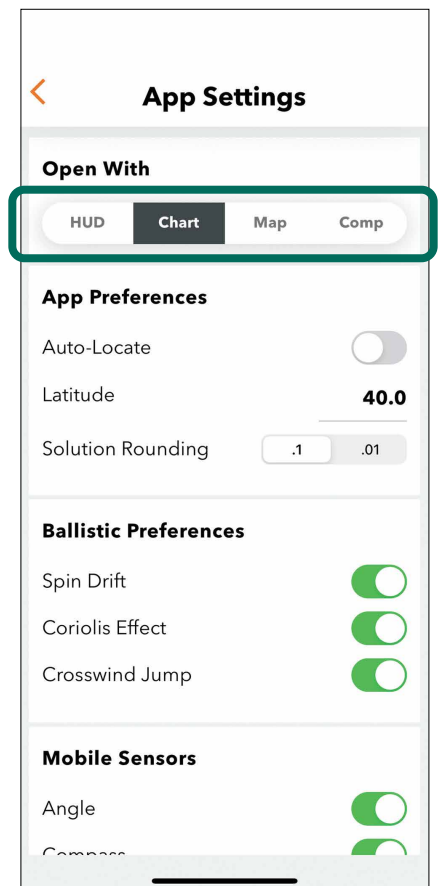 App Settings
Open With
HUD Chart Map Comp
App Preferences
Auto-Locate
Latitude 40.0
Solution Rounding .1 .01
Ballistic Preferences
Spin Drift
Coriolis Effect
Crosswind Jump
Mobile Sensors
Angle
Compass